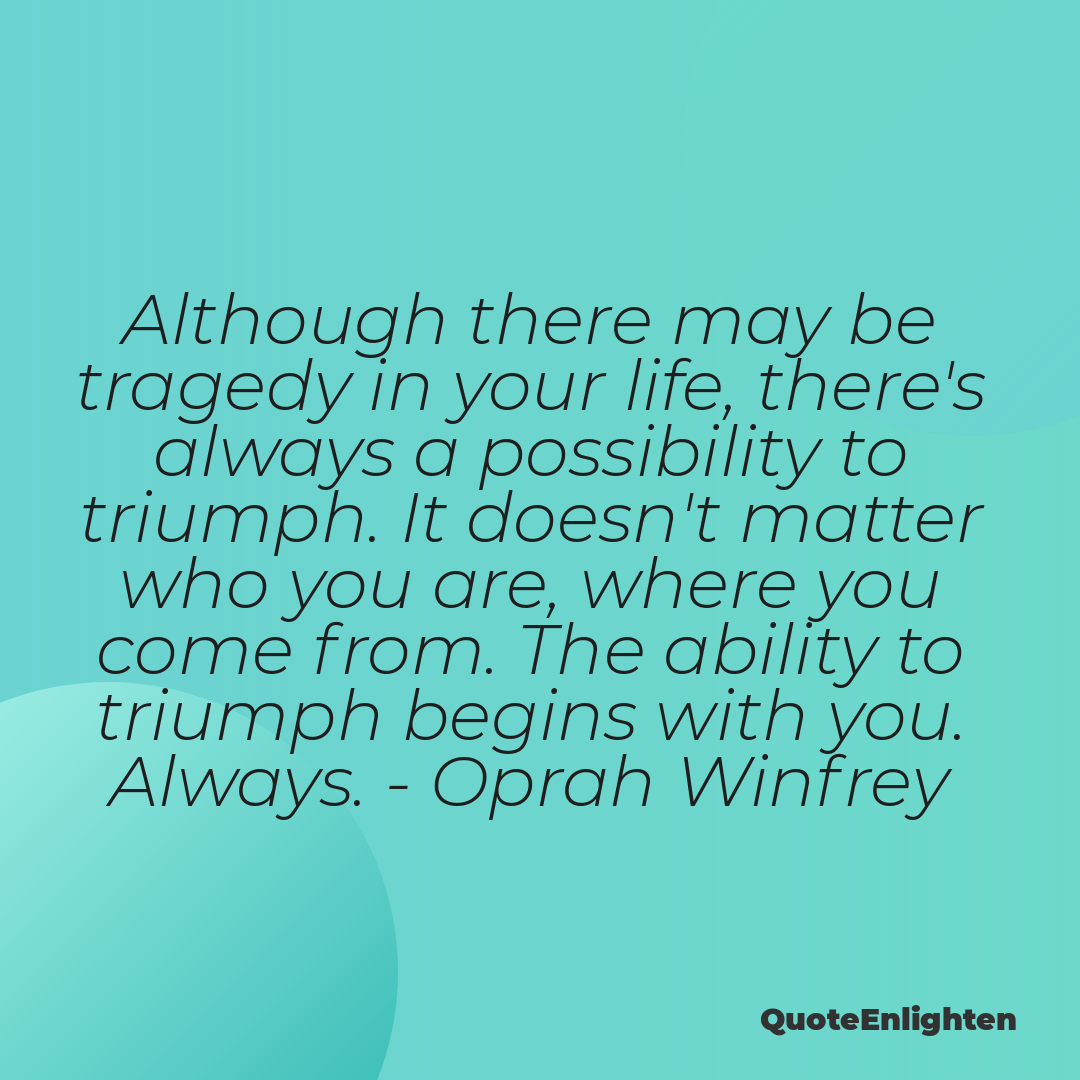 Although there may be
tragedy in your life, there's
always a possibility to
triumph. It doesn't matter
who you are, where you
come from. The ability to
triumph begins with you.
Always. - Oprah Winfrey
QuoteEnlighten